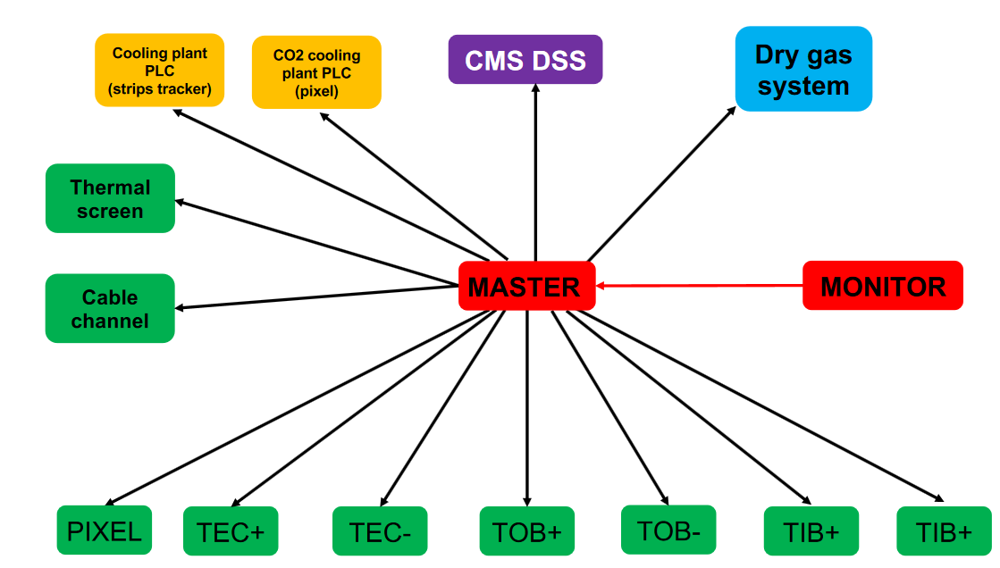 Cooling plant
PLC
(strips tracker)
CO2 cooling
plant PLC
(pixel)
CMS DSS
Dry gas
system
Thermal
screen
Cable
channel
MASTER
MONITOR
PIXEL
TEC+
TEC-
TOB+
TOB-
TIB+
TIB+